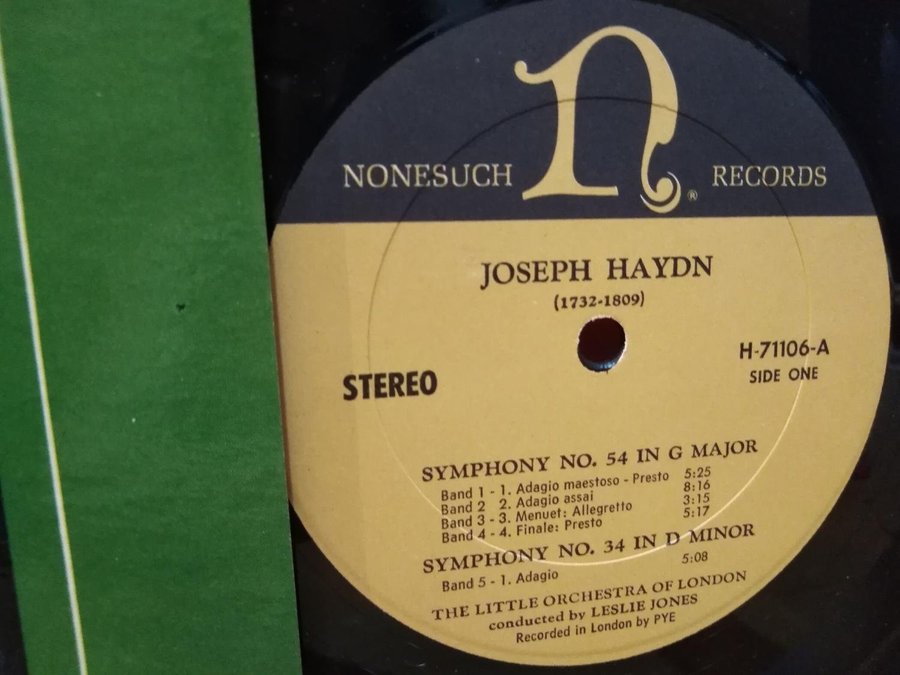 n
NONESUCH ® RECORDS
JOSEPH HAYDN
(1732-1809)
STEREO
H-71106-A
SIDE ONE
SYMPHONY NO. 54 IN G MAJOR
Band 1 - 1. Adagio maestoso - Presto 5:25
Band 2 2. Adagio assai 8:16
Band 3 - 3. Menuet: Allegretto 3:15
Band 4 - 4. Finale: Presto 5:17
SYMPHONY NO. 34 IN D MINOR
Band 5 - 1. Adagio 5:08
THE LITTLE ORCHESTRA OF LONDON
conducted by LESLIE JONES
Recorded in London by PYE